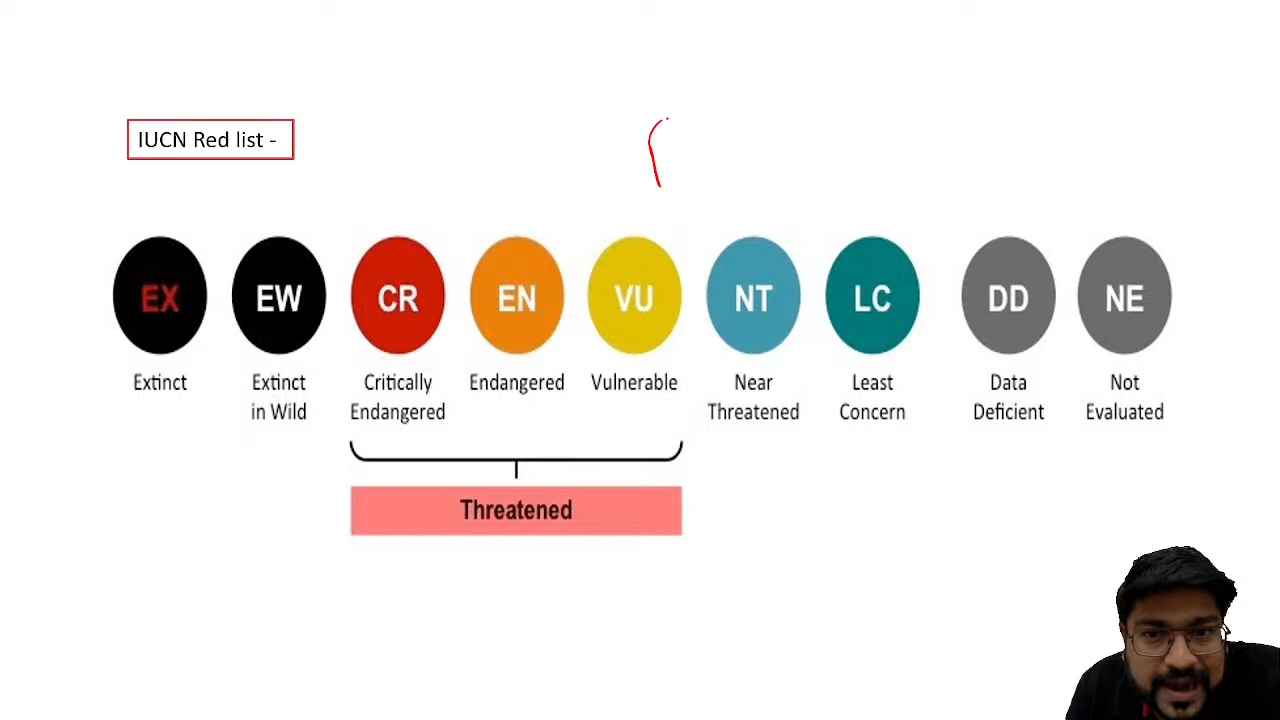 IUCN Red list -
EX EW CR EN VU NT LC DD NE
Extinct Extinct Critically Endangered Vulnerable Near Least Data Not
in Wild Endangered Threatened Concern Deficient Evaluated
Threatened